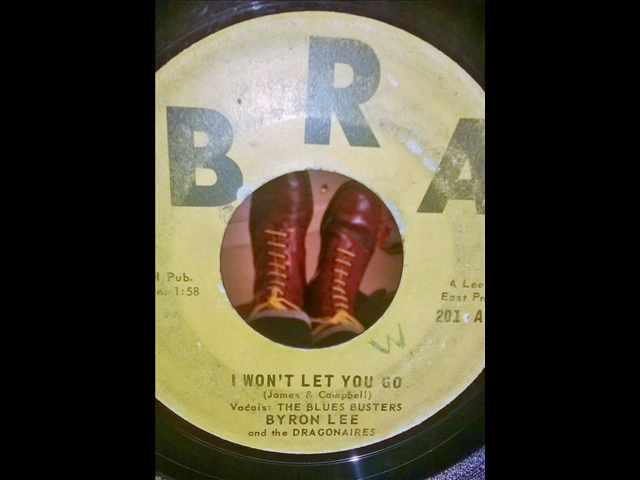 BRA
l Pub.
: 1:58
A Lee
East Pr
201 A
W
I WON'T LET YOU GO
(James & Campbell)
Vocals: THE BLUES BUSTERS
BYRON LEE
and the DRAGONAIRES